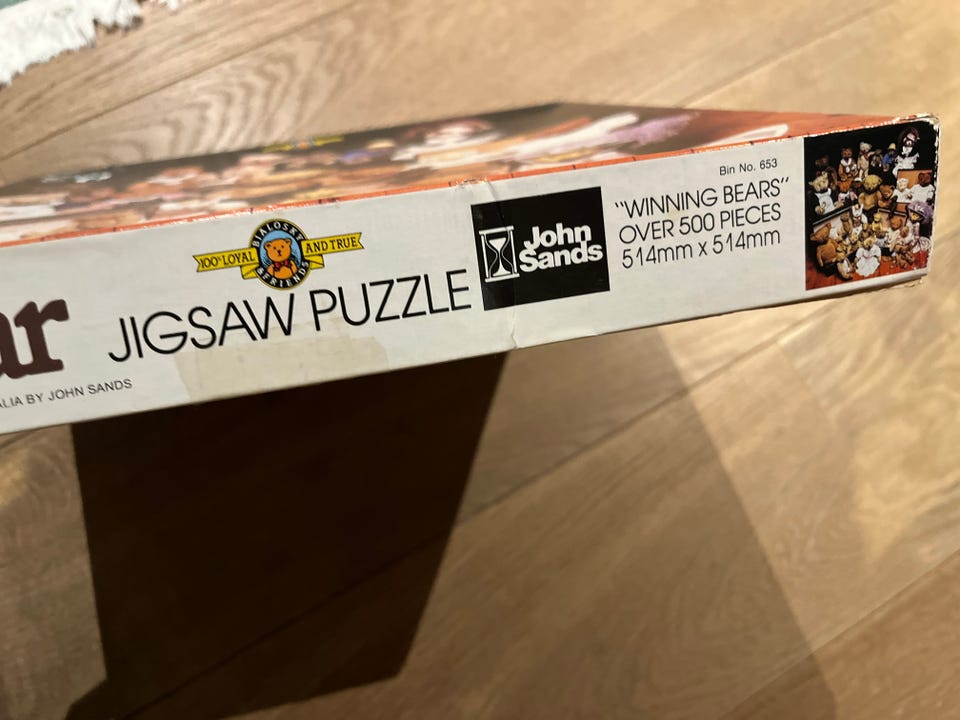 ar
JIGSAW PUZZLE
ALIA BY JOHN SANDS
100% LOYAL AND TRUE
BIALOSKY
& FRIENDS
John
Sands
Bin No. 653
"WINNING BEARS"
OVER 500 PIECES
514mm x 514mm